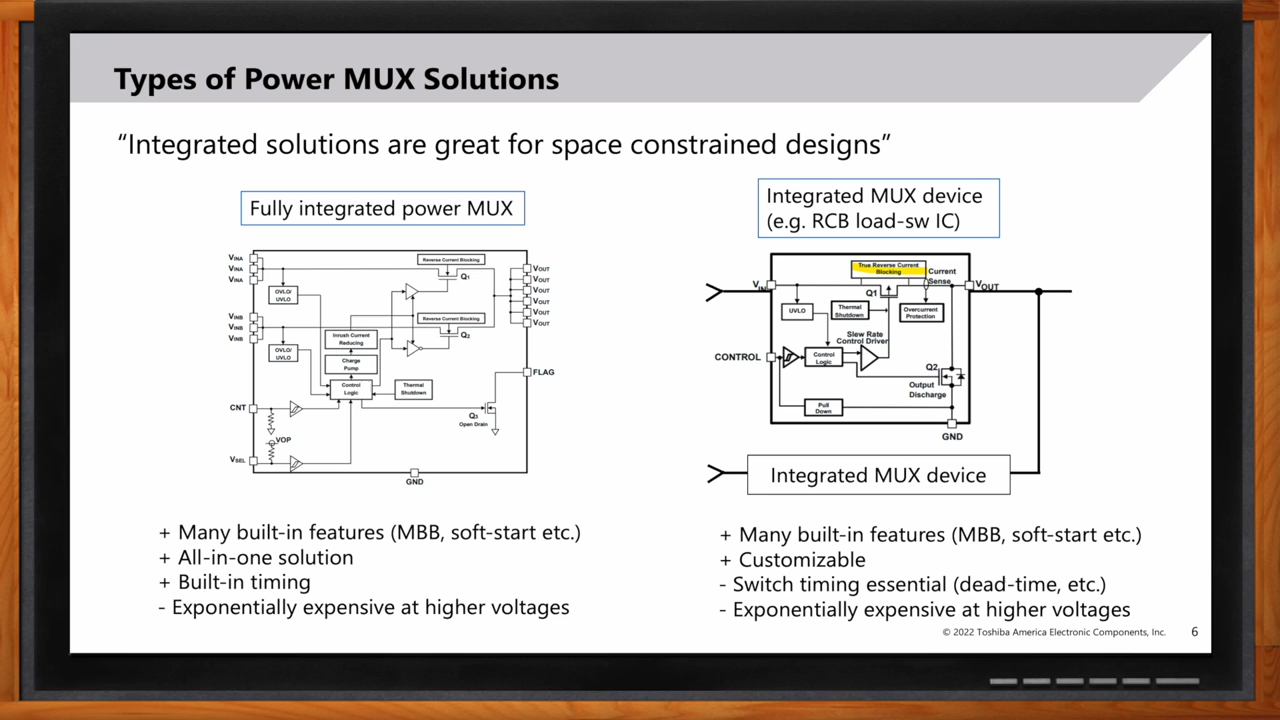 Types of Power MUX Solutions
“Integrated solutions are great for space constrained designs”
Fully integrated power MUX
VINA
VINA
VINA
VINB
VINB
VINB
CNT
VSEL
OVLO/
UVLO
OVLO/
UVLO
Reverse Current Blocking
Q1
Reverse Current Blocking
Q2
Inrush Current
Reducing
Charge
Pump
Control
Logic
Thermal
Shutdown
VOP
Q3
Open Drain
VOUT
VOUT
VOUT
VOUT
VOUT
VOUT
FLAG
GND
+ Many built-in features (MBB, soft-start etc.)
+ All-in-one solution
+ Built-in timing
- Exponentially expensive at higher voltages
Integrated MUX device
(e.g. RCB load-sw IC)
VIN
True Reverse Current
Blocking
Current
Sense
VOUT
Q1
UVLO
Thermal
Shutdown
Overcurrent
Protection
Slew Rate
Control Driver
CONTROL
Control
Logic
Q2
Output
Discharge
Pull
Down
GND
Integrated MUX device
+ Many built-in features (MBB, soft-start etc.)
+ Customizable
- Switch timing essential (dead-time, etc.)
- Exponentially expensive at higher voltages
© 2022 Toshiba America Electronic Components, Inc.
6